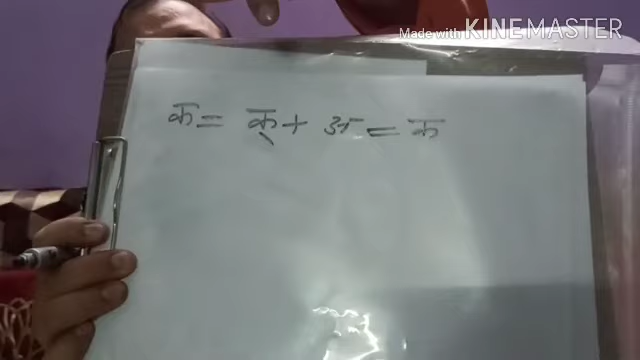 Made with KINEMASTER
क = क् + अ = क